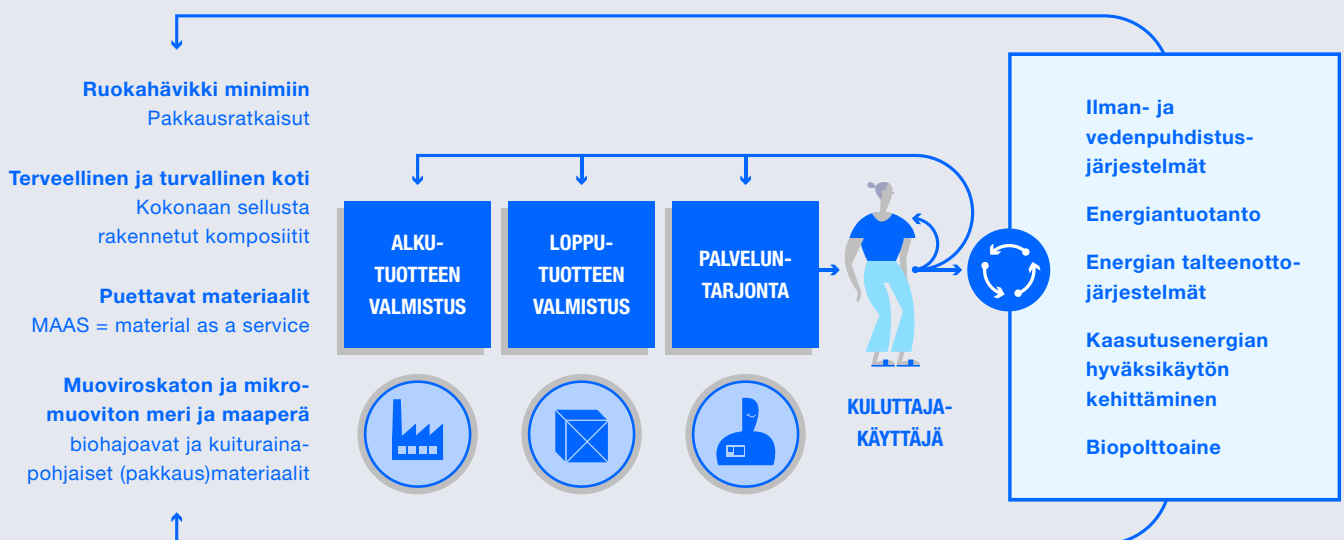 Ruokahävikki minimiin
Pakkausratkaisut
Terveellinen ja turvallinen koti
Kokonaan sellusta
rakennetut komposiitit
Puettavat materiaalit
MAAS = material as a service
Muoviroskaton ja mikro-
muoviton meri ja maaperä
biohajoavat ja kuituraina-
pohjaiset (pakkaus)materiaalit
ALKU-
TUOTTEEN
VALMISTUS
LOPPU-
TUOTTEEN
VALMISTUS
PALVELUN-
TARJONTA
KULUTTAJA-
KÄYTTÄJÄ
Ilman- ja
vedenpuhdistus-
järjestelmät
Energiantuotanto
Energian talteenotto-
järjestelmät
Kaasutusenergian
hyväksikäytön
kehittäminen
Biopolttoaine